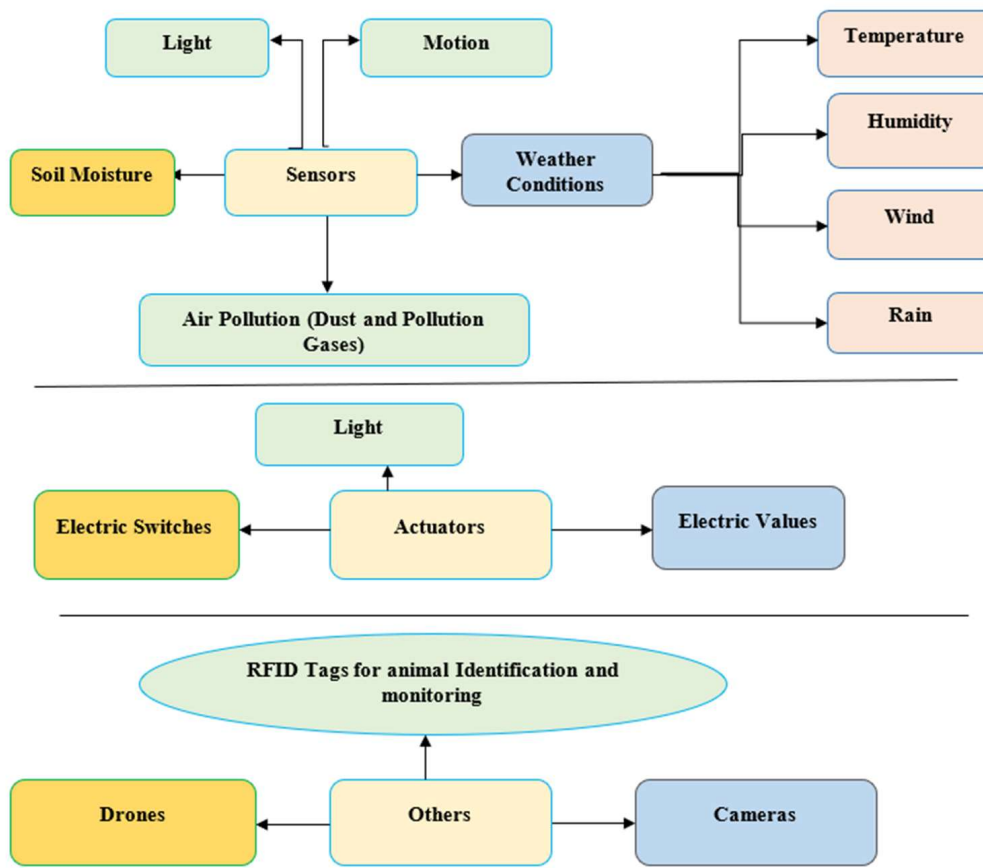 Light
Motion
Temperature
Humidity
Soil Moisture
Sensors
Weather
Conditions
Wind
Rain
Air Pollution (Dust and Pollution
Gases)
Light
Electric Switches
Actuators
Electric Values
RFID Tags for animal Identification and
monitoring
Drones
Others
Cameras